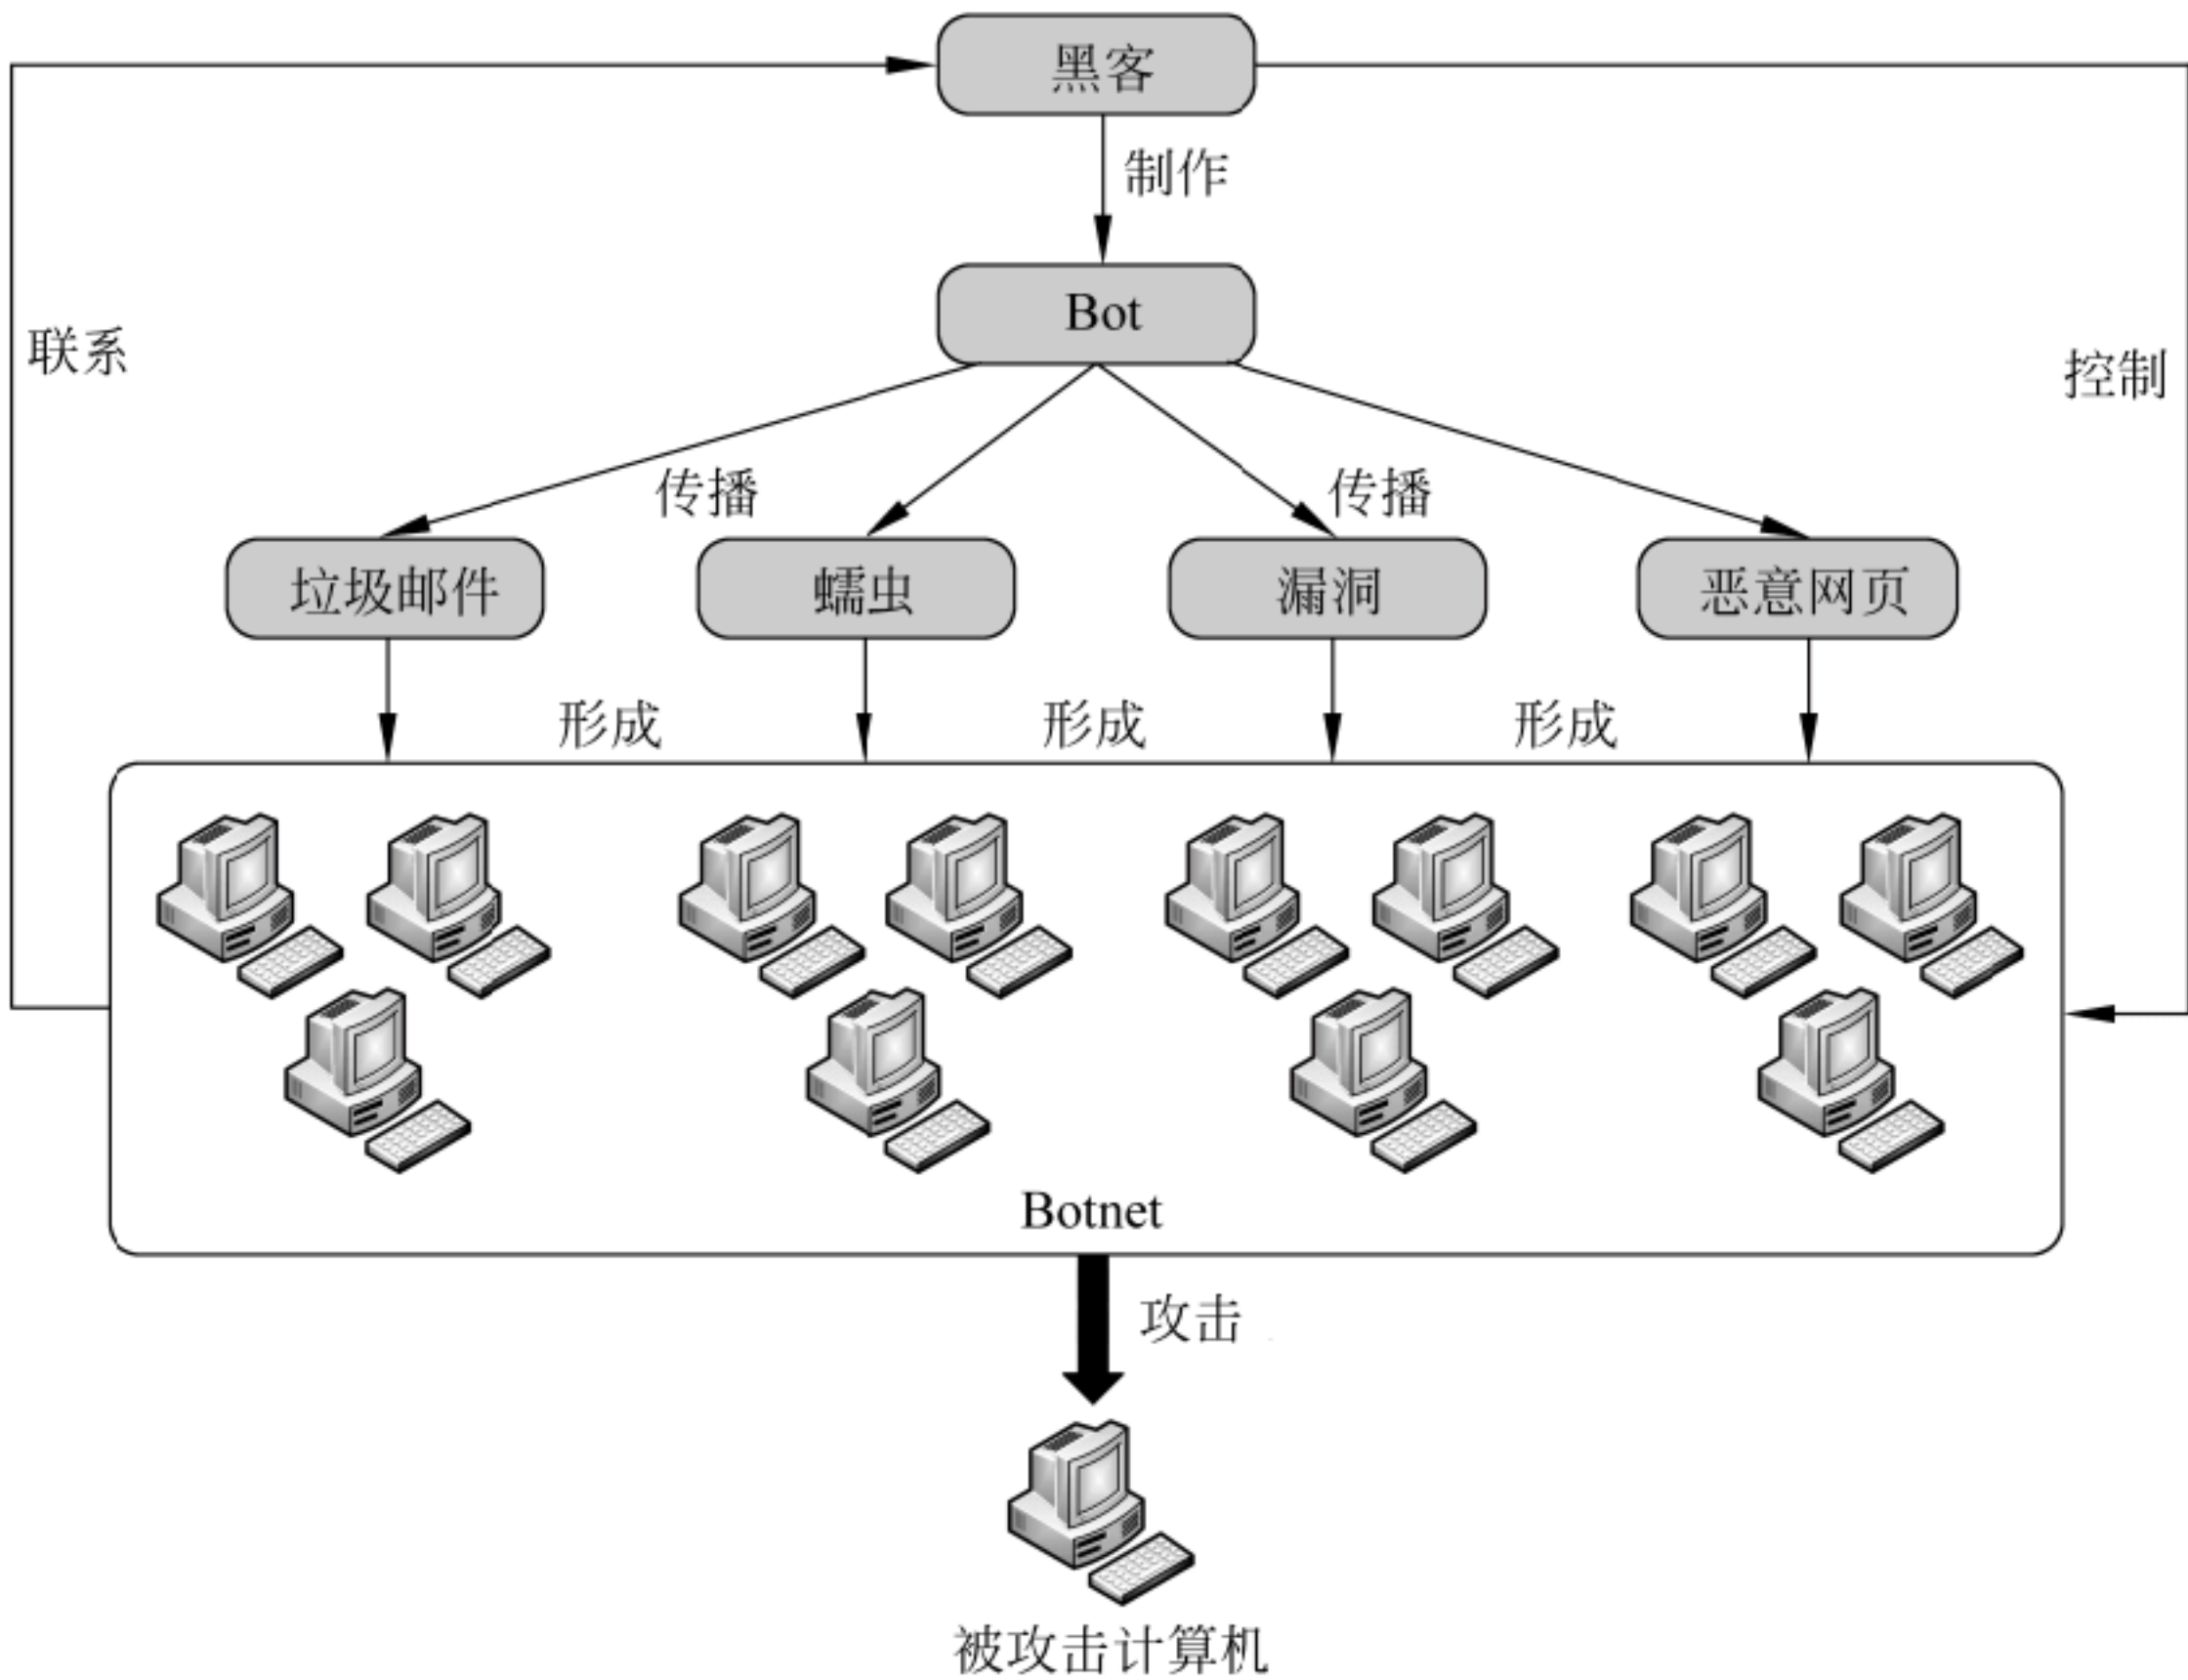 黑客
制作
Bot
联系
控制
传播
传播
垃圾邮件
蠕虫
漏洞
恶意网页
形成
形成
形成
Botnet
攻击
被攻击计算机